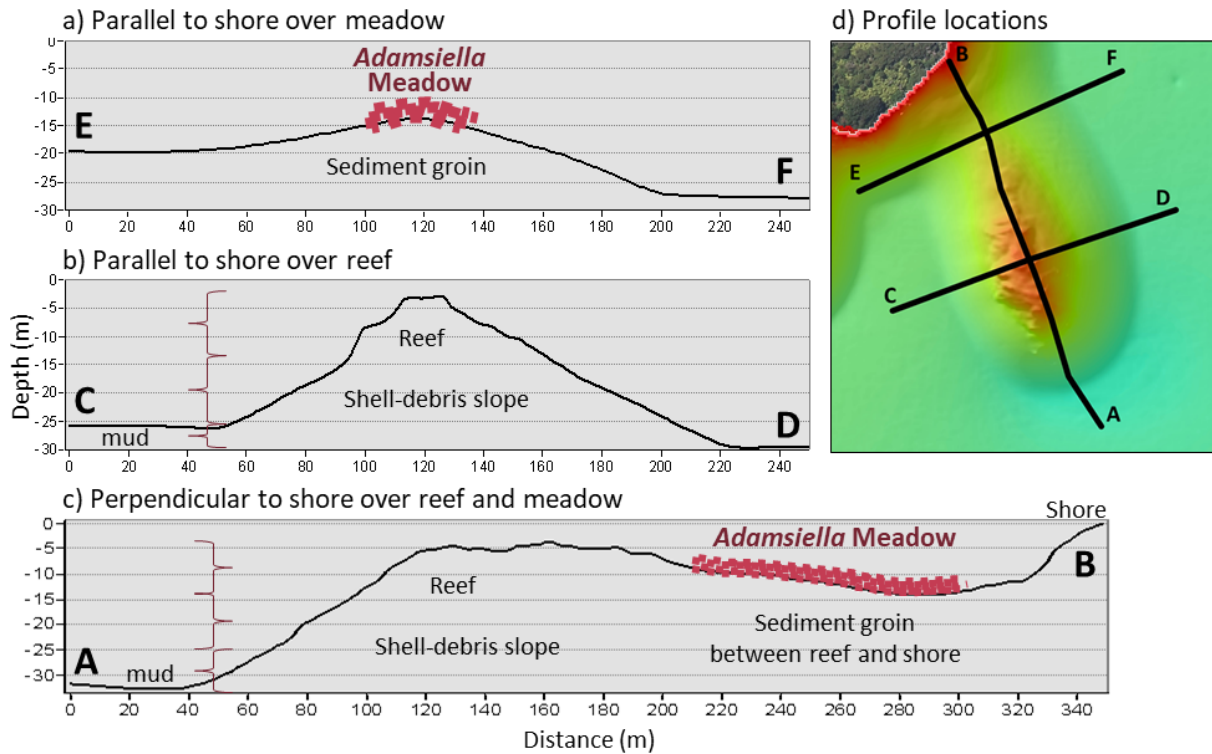 a) Parallel to shore over meadow
0
-5
-10
-15
-20
-25
-30
Adamsiella
Meadow
E
Sediment groin
F
0 20 40 60 80 100 120 140 160 180 200 220 240
b) Parallel to shore over reef
0
-5
-10
-15
-20
-25
-30
Depth (m)
Reef
C
Shell-debris slope
D
mud
0 20 40 60 80 100 120 140 160 180 200 220 240
c) Perpendicular to shore over reef and meadow
Shore
0
-5
-10
-15
-20
-25
-30
Adamsiella Meadow
B
Reef
Sediment groin
between reef and shore
Shell-debris slope
A
mud
0 20 40 60 80 100 120 140 160 180 200 220 240 260 280 300 320 340
Distance (m)
d) Profile locations
B
F
E
D
C
A